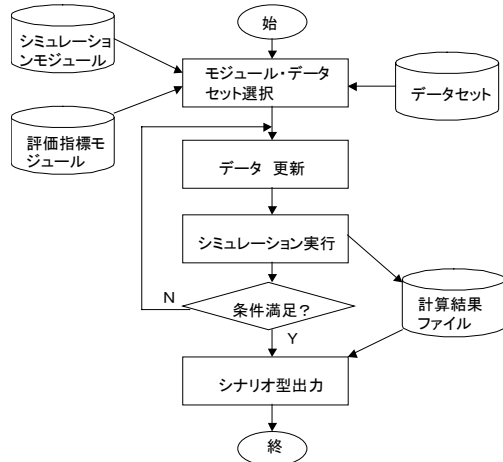 始
シミュレーショ
ンモジュール
モジュール・データ
セット選択
データセット
評価指標モ
ジュール
データ 更新
シミュレーション実行
N
条件満足？
計算結果
ファイル
Y
シナリオ型出力
終